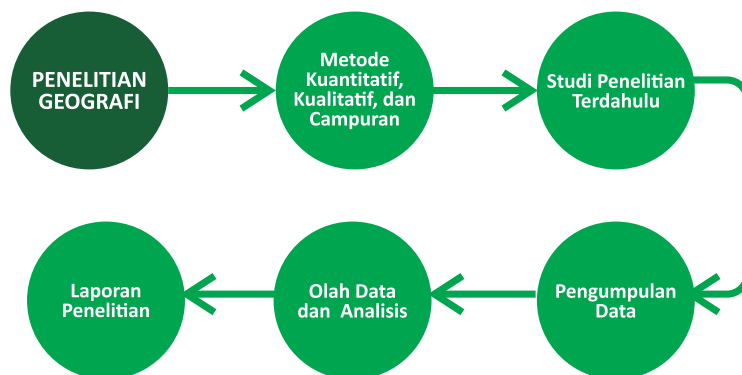 PENELITIAN
GEOGRAFI
Metode
Kuantitatif,
Kualitatif, dan
Campuran
Studi Penelitian
Terdahulu
Pengumpulan
Data
Olah Data
dan Analisis
Laporan
Penelitian